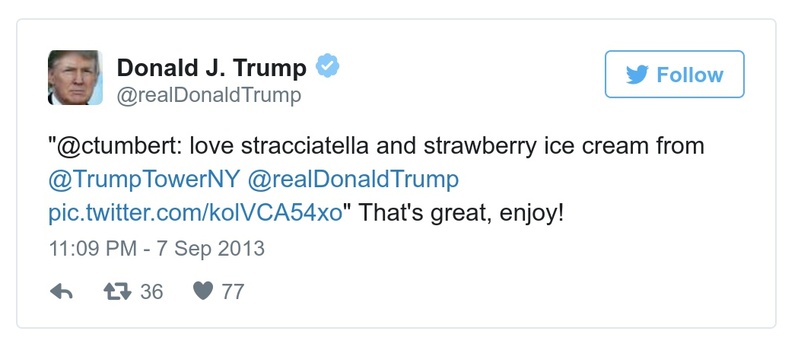 Donald J. Trump
@realDonaldTrump
Follow
"@ctumbert: love stracciatella and strawberry ice cream from
@TrumpTowerNY @realDonaldTrump
pic.twitter.com/kolVCA54xo" That's great, enjoy!
11:09 PM - 7 Sep 2013
36 77